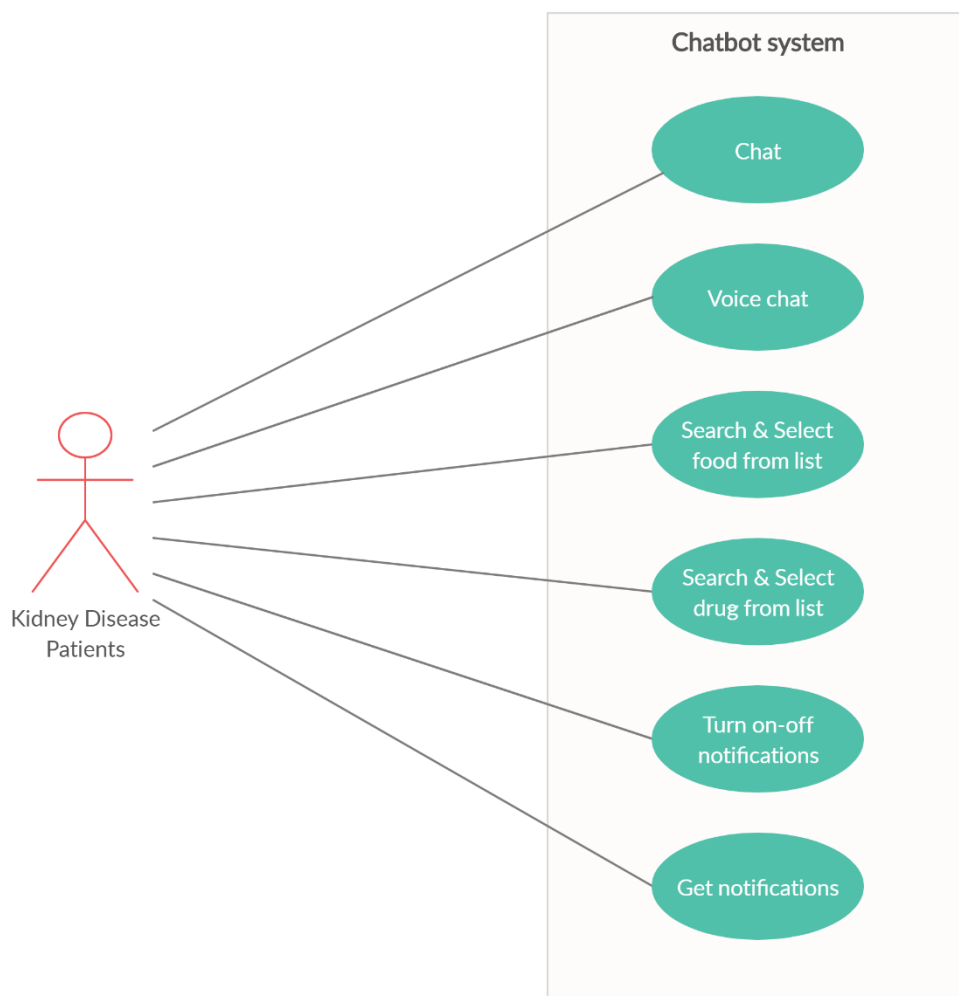 Chatbot system
Chat
Voice chat
Search & Select
food from list
Search & Select
drug from list
Turn on-off
notifications
Get notifications
Kidney Disease
Patients